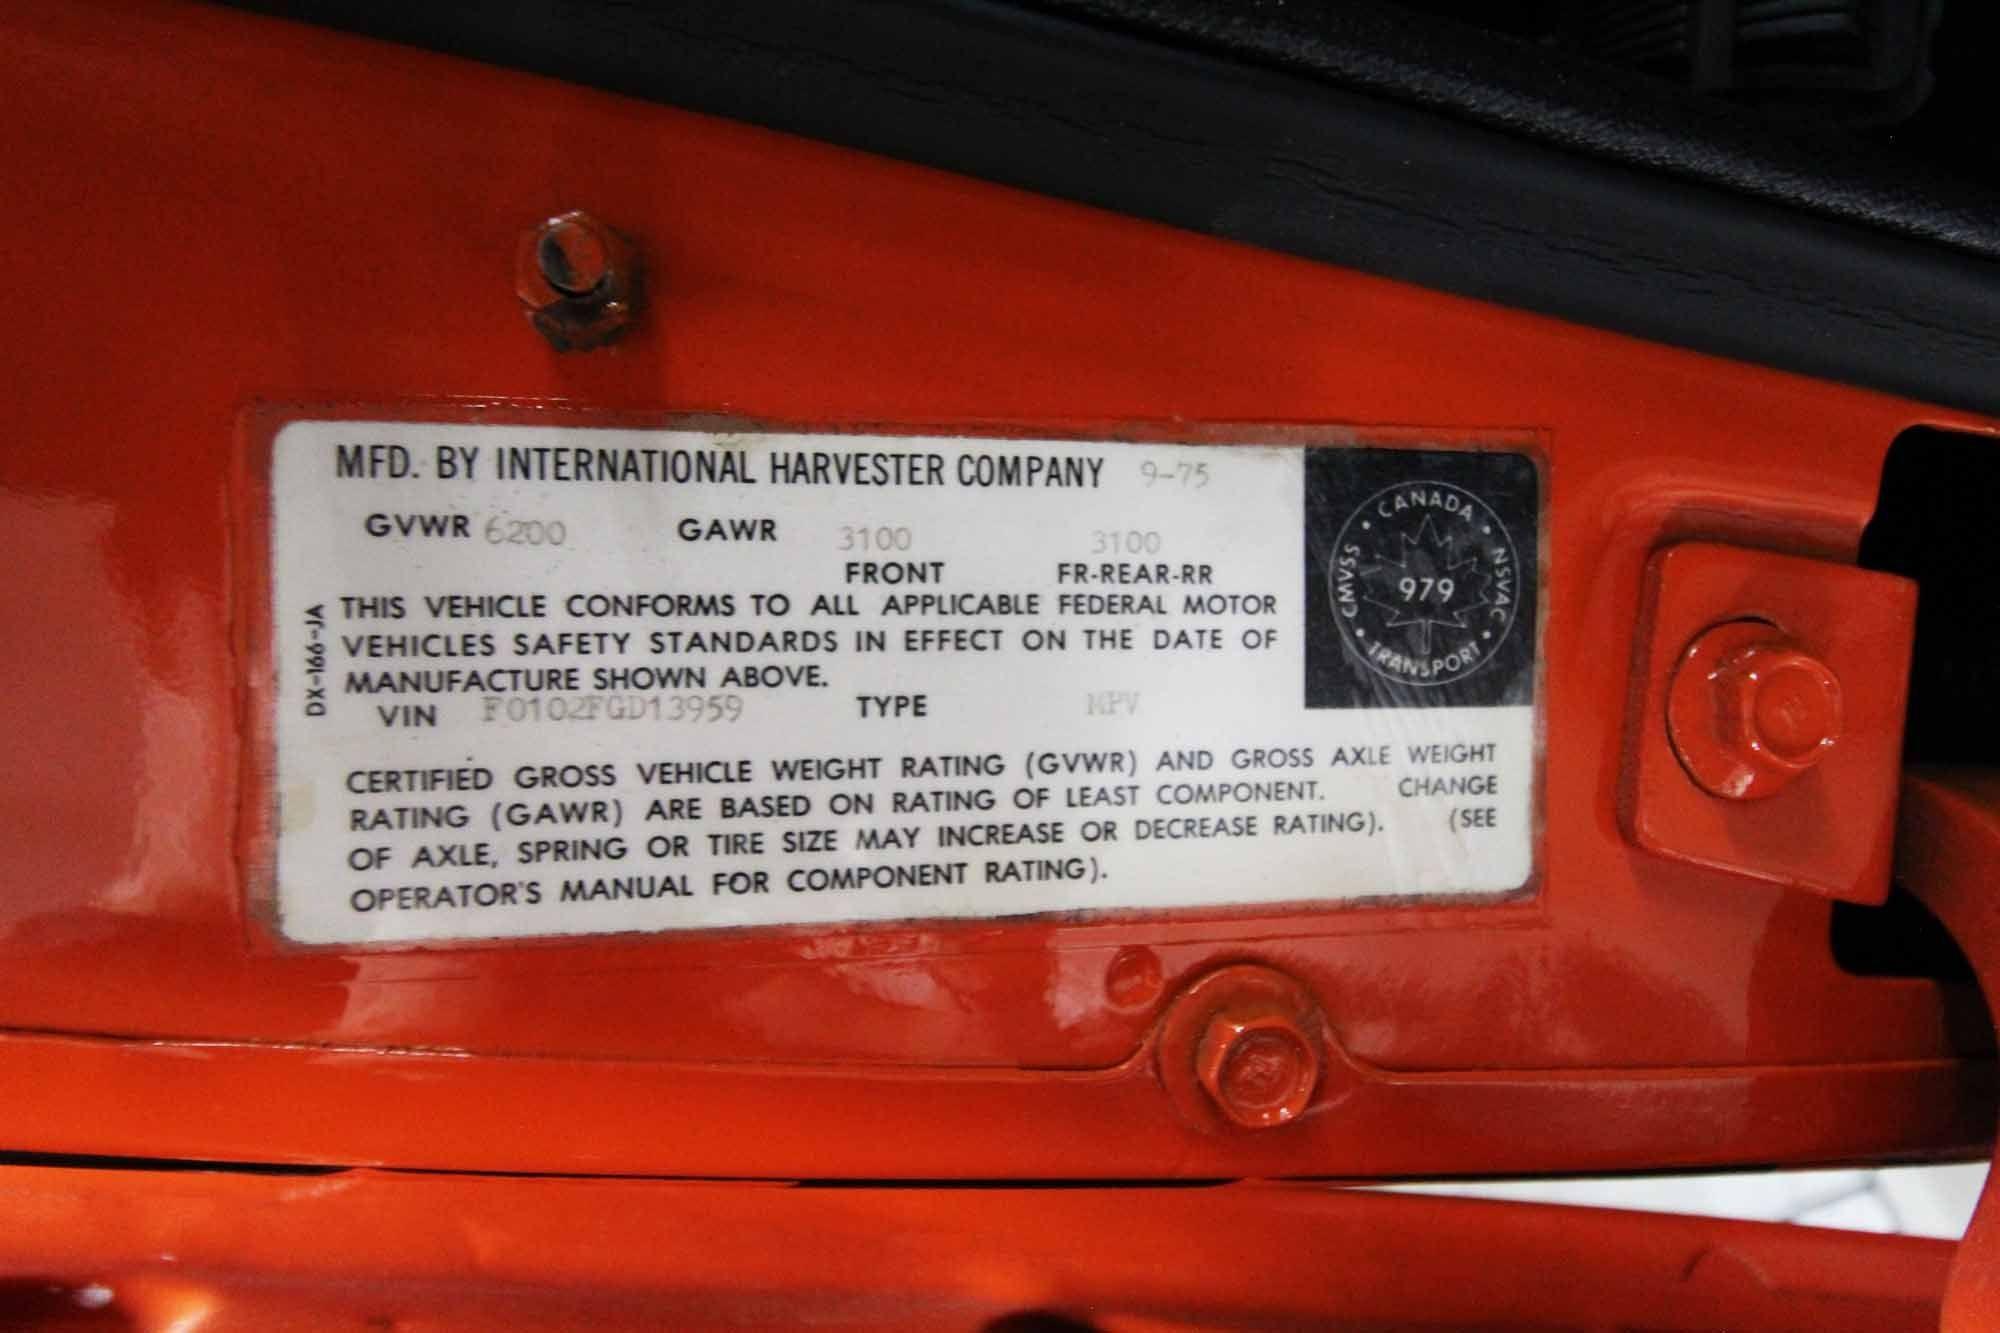 MFD. BY INTERNATIONAL HARVESTER COMPANY 9-75
GVWR 6200 GAWR 3100 3100
FRONT FR-REAR-RR
THIS VEHICLE CONFORMS TO ALL APPLICABLE FEDERAL MOTOR
VEHICLES SAFETY STANDARDS IN EFFECT ON THE DATE OF
MANUFACTURE SHOWN ABOVE.
VIN F0102FGD13959 TYPE MPV
CERTIFIED GROSS VEHICLE WEIGHT RATING (GVWR) AND GROSS AXLE WEIGHT
RATING (GAWR) ARE BASED ON RATING OF LEAST COMPONENT. CHANGE
OF AXLE, SPRING OR TIRE SIZE MAY INCREASE OR DECREASE RATING). (SEE
OPERATOR'S MANUAL FOR COMPONENT RATING).
DX-166-JA
CANADA
CMVSS 979 NSVAC
TRANSPORT